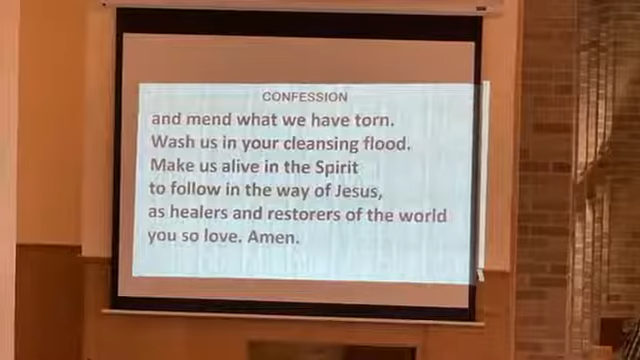 CONFESSION
and mend what we have torn.
Wash us in your cleansing flood.
Make us alive in the Spirit
to follow in the way of Jesus,
as healers and restorers of the world
you so love. Amen.